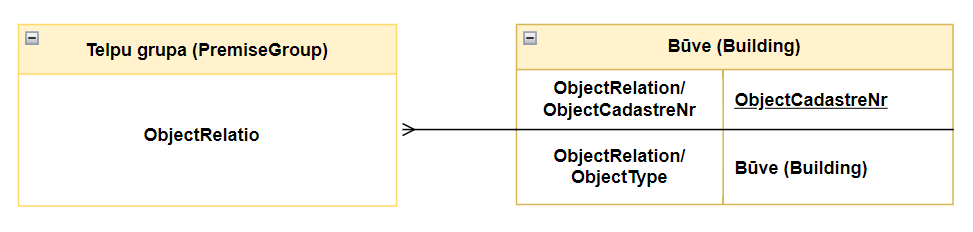 Telpu grupa (PremiseGroup)
ObjectRelatio
Būve (Building)
ObjectRelation/
ObjectCadastreNr
ObjectCadastreNr
ObjectRelation/
ObjectType
Būve (Building)